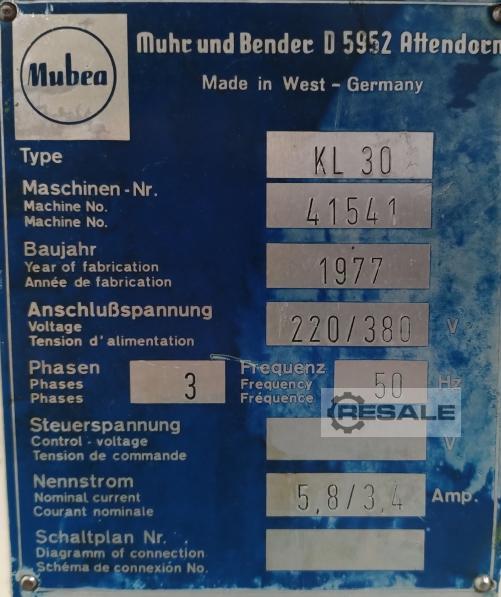 Mubea
Muhr und Bender D 5952 Attendorn
Made in West - Germany
Type KL 30
Maschinen-Nr.
Machine No. 41541
Machine No.
Baujahr
Year of fabrication 1977
Année de fabrication
Anschlußspannung
Voltage 220/380 V
Tension d'alimentation
Phasen Frequenz
Phases 3 Frequency 50 Hz
Phases Fréquence
RESALE
Steuerspannung
Control-voltage V
Tension de commande
Nennstrom
Nominal current 5,8/3,4 Amp.
Courant nominale
Schaltplan Nr.
Diagramm of connection
Schéma de connexión No.